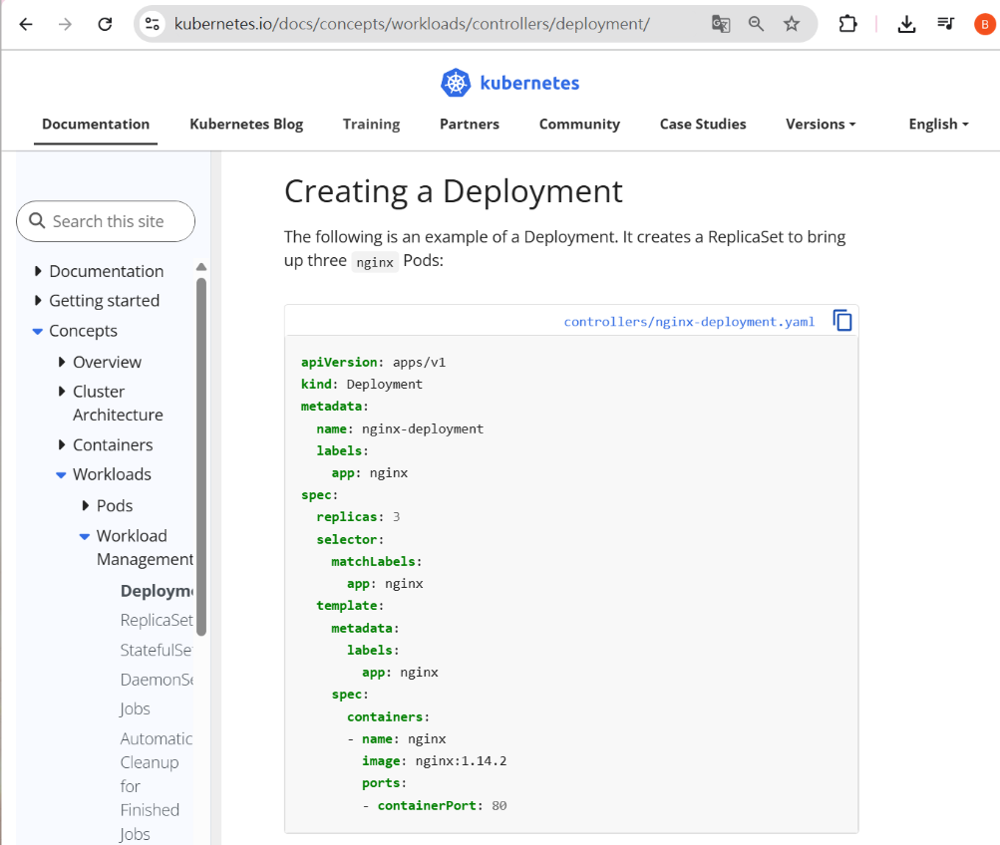 kubernetes.io/docs/concepts/workloads/controllers/deployment/
B
kubernetes
Documentation Kubernetes Blog Training Partners Community Case Studies Versions English
Search this site
Documentation
Getting started
Concepts
Overview
Cluster
Architecture
Containers
Workloads
Pods
Workload
Management
Deploym
ReplicaSet
StatefulSe
DaemonSe
Jobs
Automatic
Cleanup
for
Finished
Jobs
Creating a Deployment
The following is an example of a Deployment. It creates a ReplicaSet to bring
up three nginx Pods:
controllers/nginx-deployment.yaml
apiVersion: apps/v1
kind: Deployment
metadata:
  name: nginx-deployment
  labels:
    app: nginx
spec:
  replicas: 3
  selector:
    matchLabels:
      app: nginx
  template:
    metadata:
      labels:
        app: nginx
    spec:
      containers:
      - name: nginx
        image: nginx:1.14.2
        ports:
        - containerPort: 80